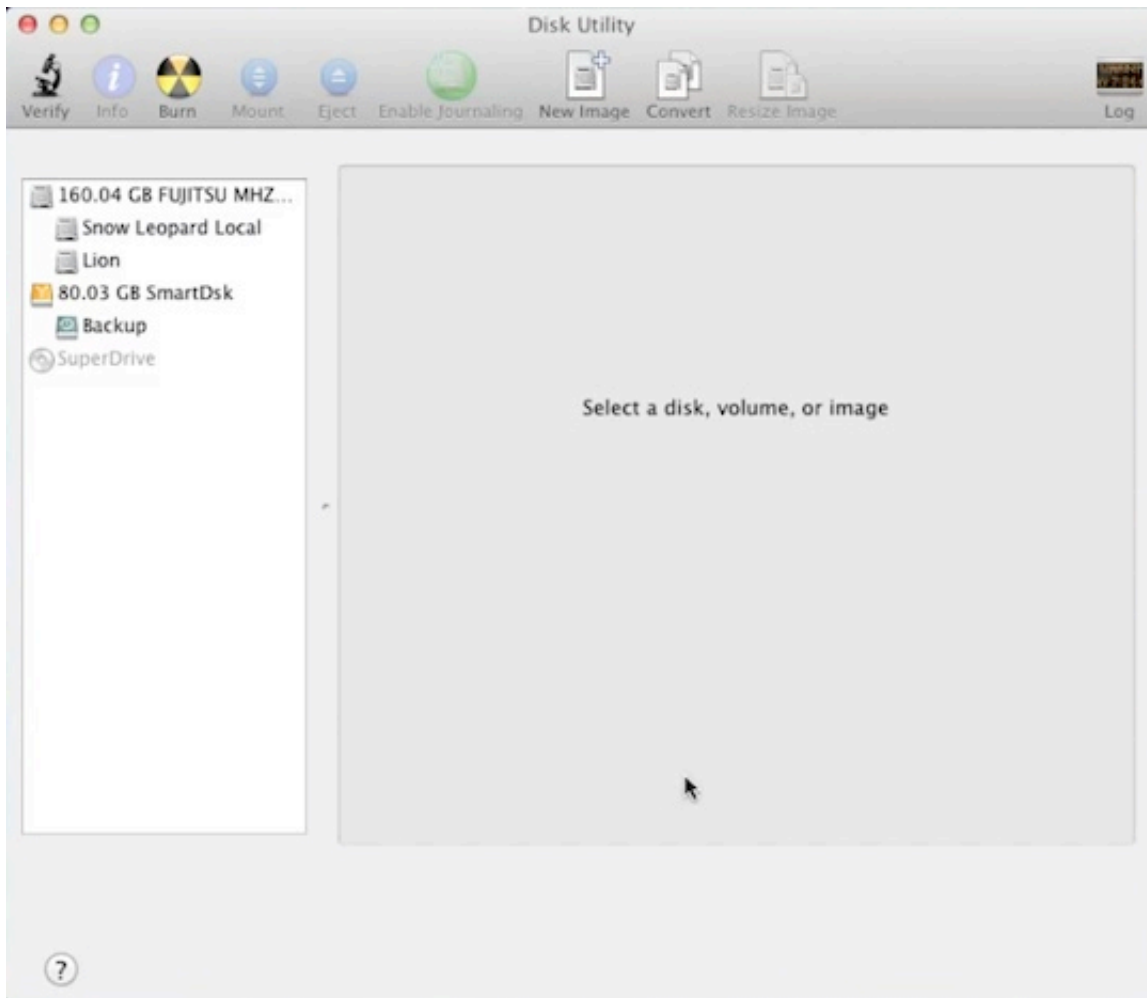 Disk Utility
Verify Info Burn Mount Eject Enable Journaling New Image Convert Resize Image Log
160.04 GB FUJITSU MHZ...
Snow Leopard Local
Lion
80.03 GB SmartDsk
Backup
SuperDrive
Select a disk, volume, or image
?